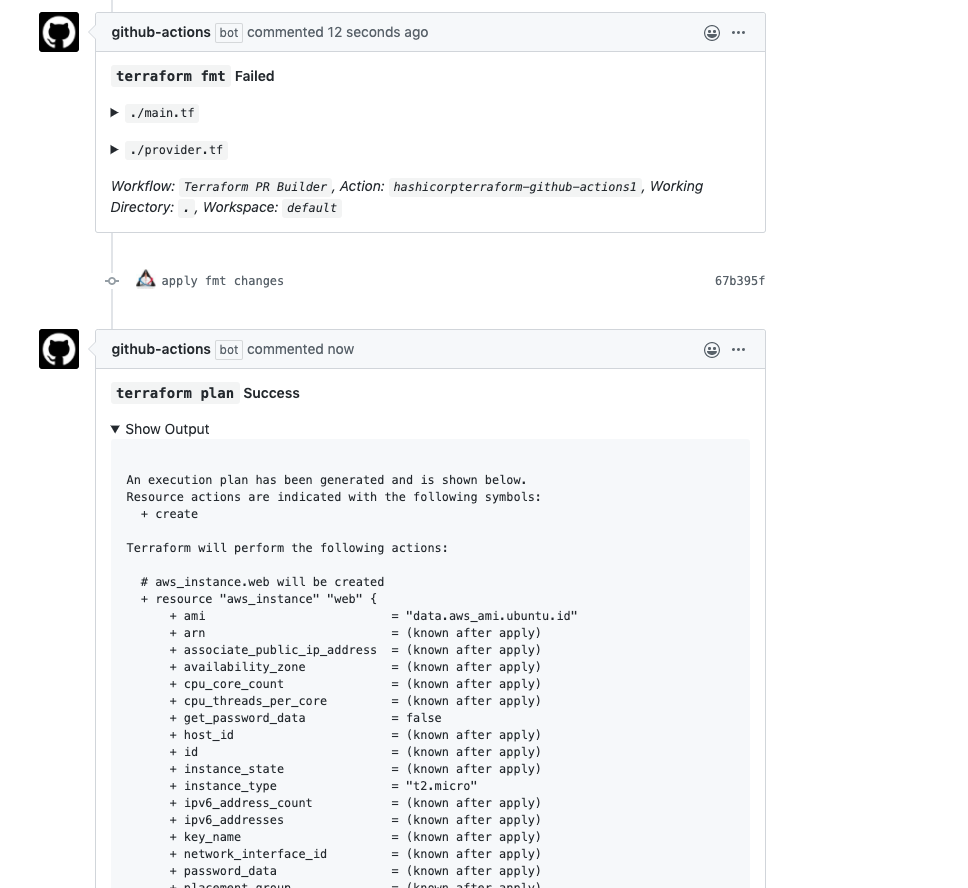 github-actions bot commented 12 seconds ago
terraform fmt Failed
./main.tf
./provider.tf
Workflow: Terraform PR Builder, Action: hashicorpterraform-github-actions1, Working
Directory: ., Workspace: default
apply fmt changes 67b395f
github-actions bot commented now
terraform plan Success
Show Output
An execution plan has been generated and is shown below.
Resource actions are indicated with the following symbols:
  + create
Terraform will perform the following actions:
  # aws_instance.web will be created
  + resource "aws_instance" "web" {
      + ami                          = "data.aws_ami.ubuntu.id"
      + arn                          = (known after apply)
      + associate_public_ip_address  = (known after apply)
      + availability_zone            = (known after apply)
      + cpu_core_count               = (known after apply)
      + cpu_threads_per_core         = (known after apply)
      + get_password_data            = false
      + host_id                      = (known after apply)
      + id                           = (known after apply)
      + instance_state               = (known after apply)
      + instance_type                = "t2.micro"
      + ipv6_address_count           = (known after apply)
      + ipv6_addresses               = (known after apply)
      + key_name                     = (known after apply)
      + network_interface_id         = (known after apply)
      + password_data                = (known after apply)
      + placement_group              = (known after apply)